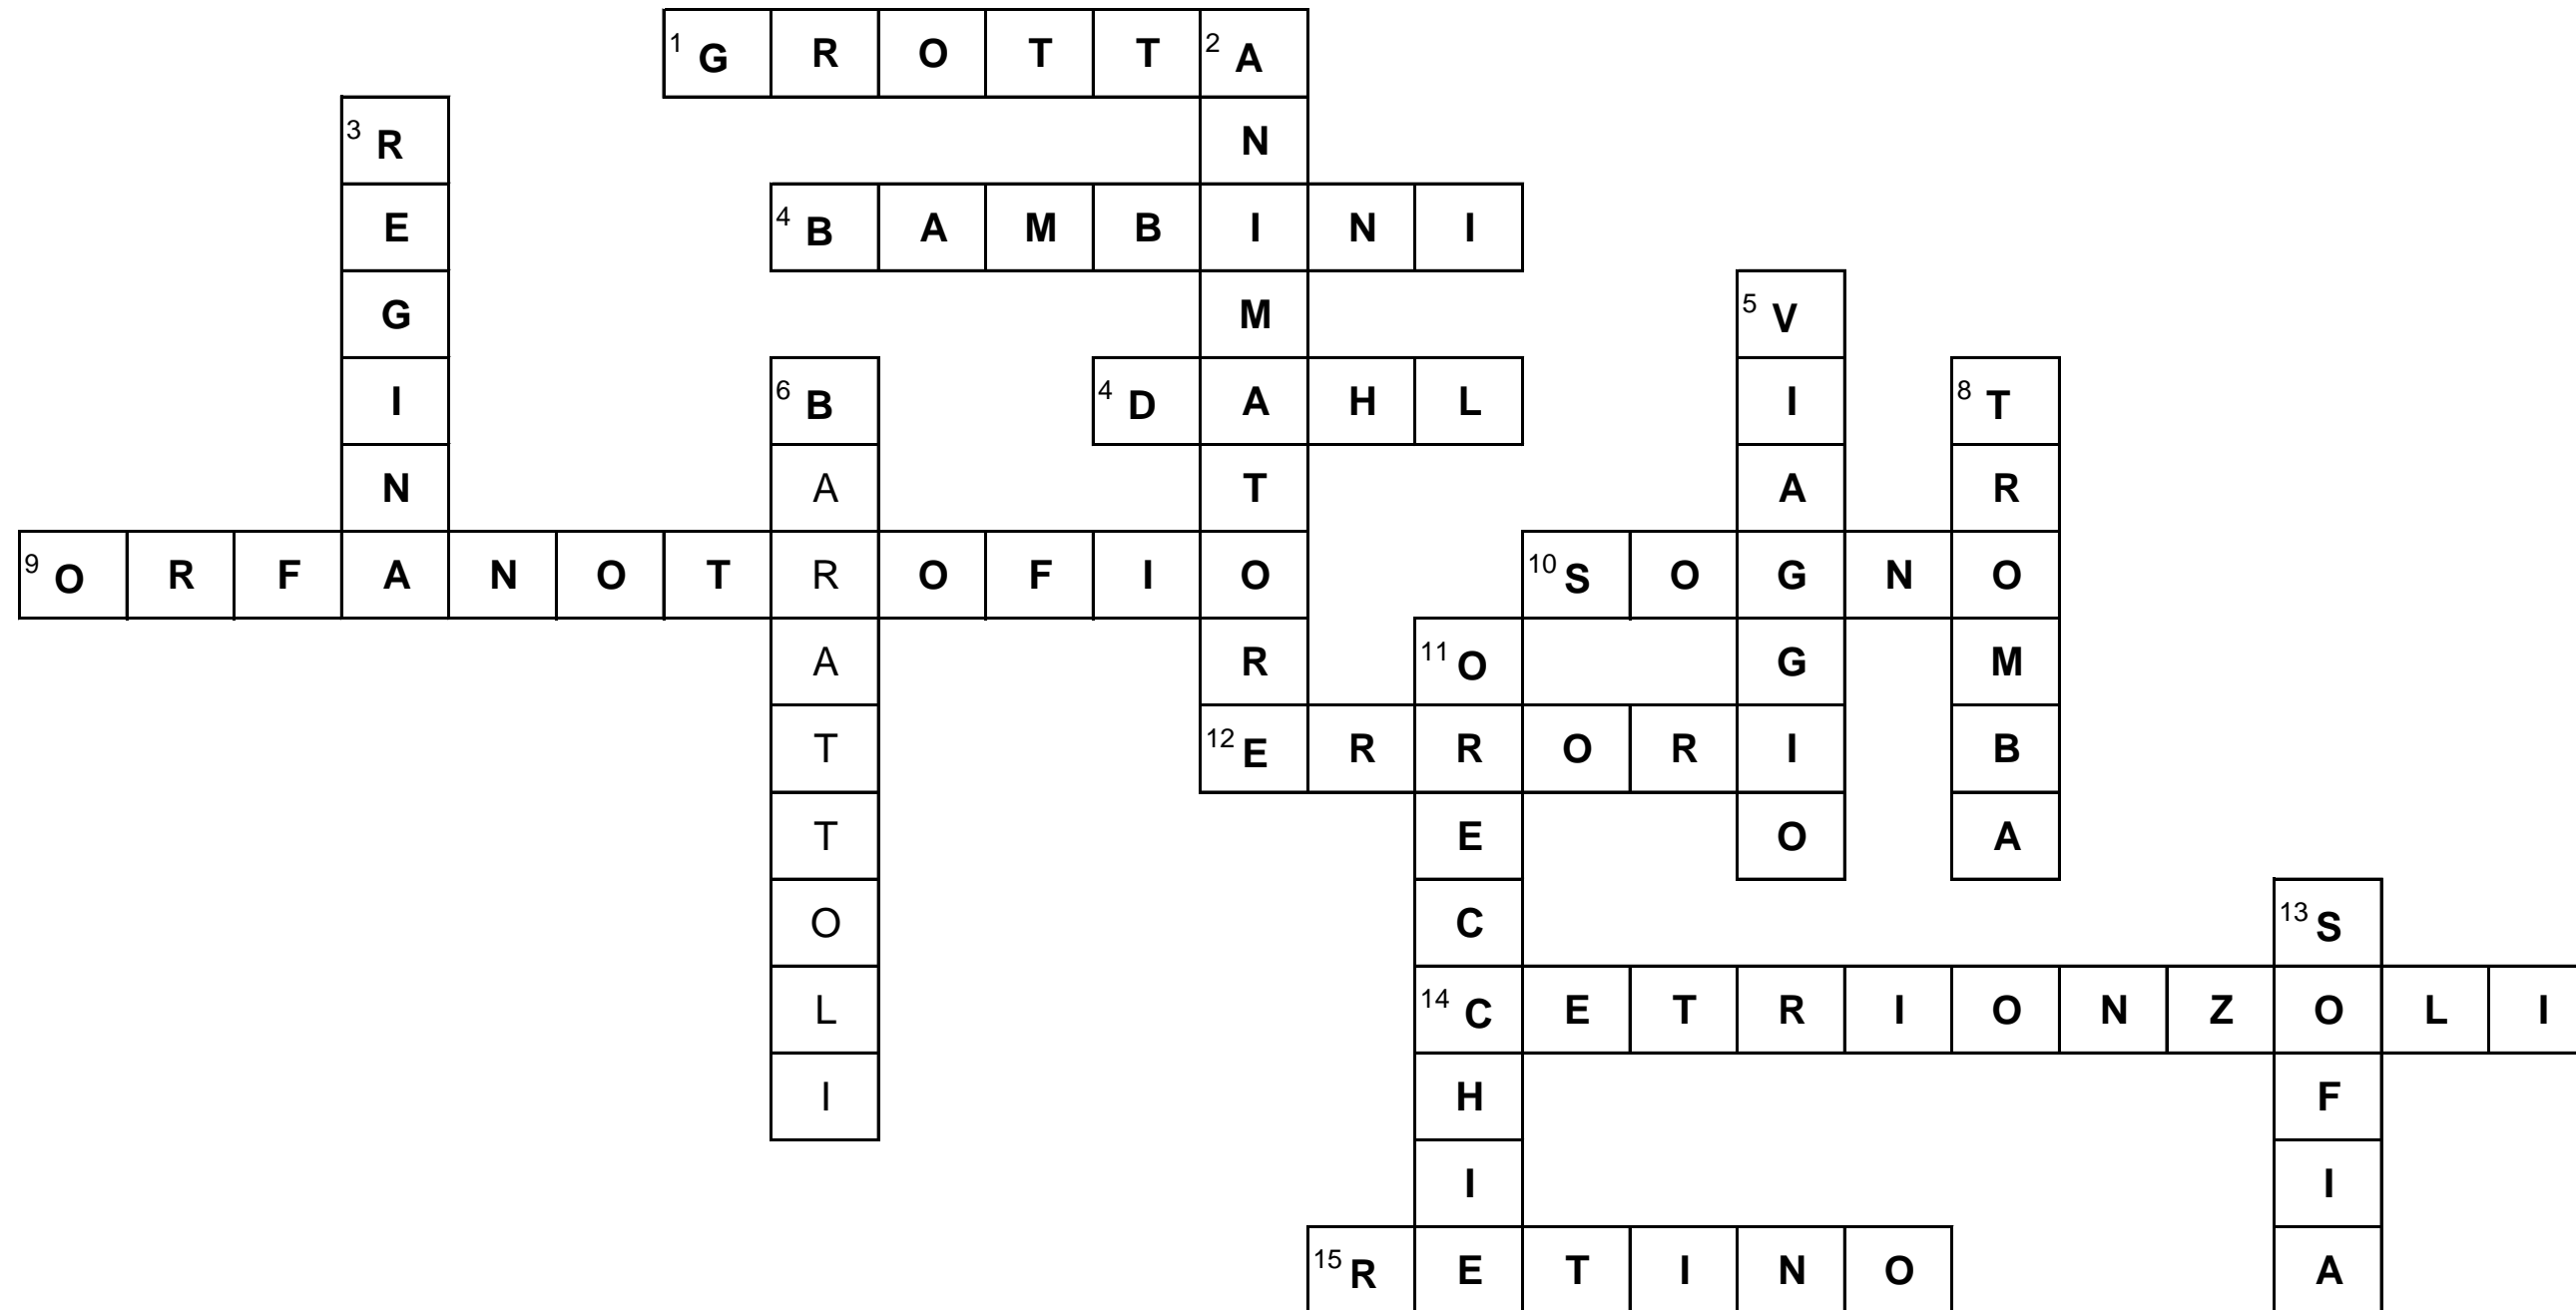 1 G R O T T 2 A
3 R N
E 4 B A M B I N I
G M 5 V
I 6 B 4 D A H L I 8 T
N A T A R
9 O R F A N O T R O F I O 10 S O G N O
A R 11 O G M
T 12 E R R O R I B
T E O A
O C 13 S
L 14 C E T R I O N Z O L I
I H F
I I
15 R E T I N O A